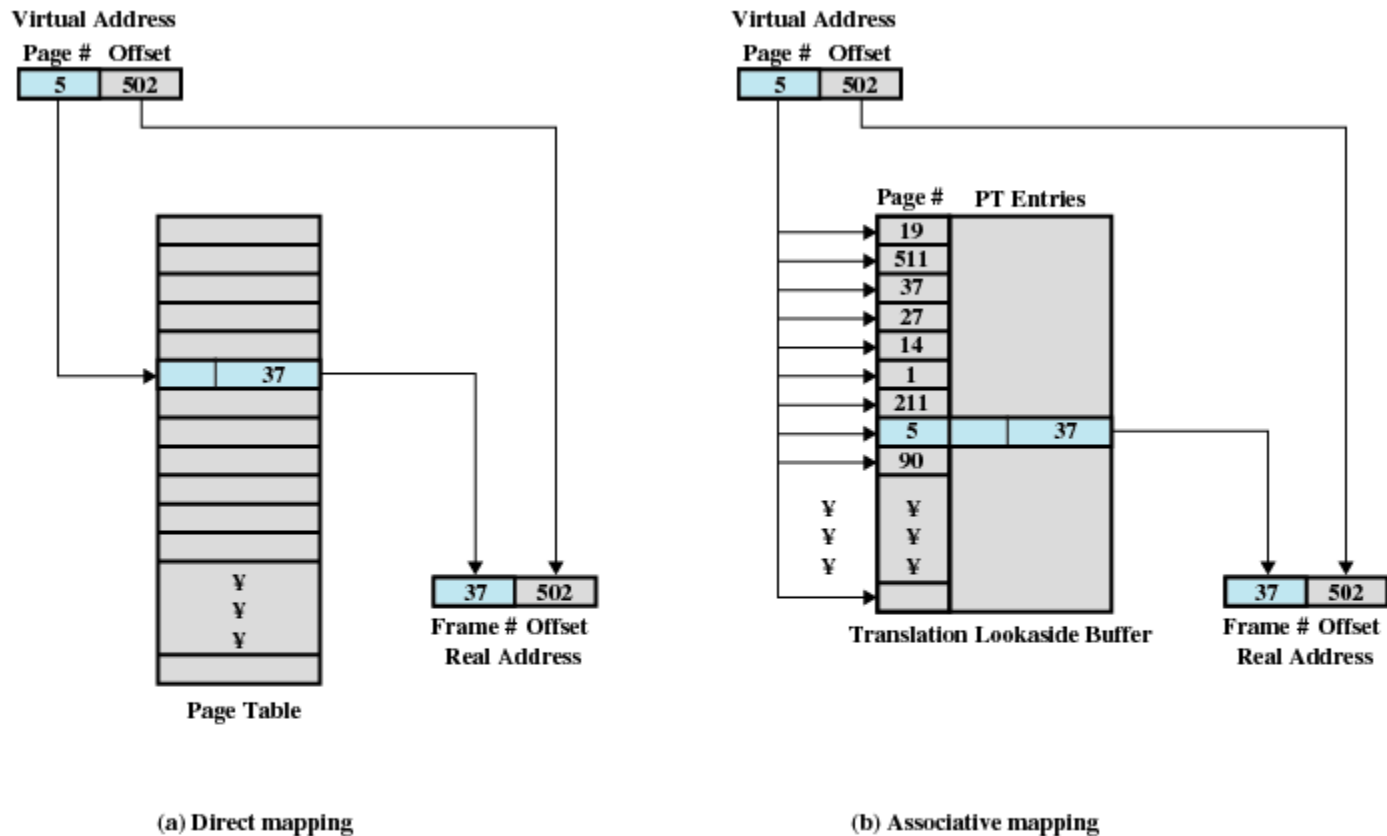 Virtual Address
Page # Offset
5 502
37
¥
¥
¥
Page Table
37 502
Frame # Offset
Real Address
(a) Direct mapping
Virtual Address
Page # Offset
5 502
Page # PT Entries
19
511
37
27
14
1
211
5 37
90
¥ ¥
¥ ¥
¥ ¥
Translation Lookaside Buffer
37 502
Frame # Offset
Real Address
(b) Associative mapping